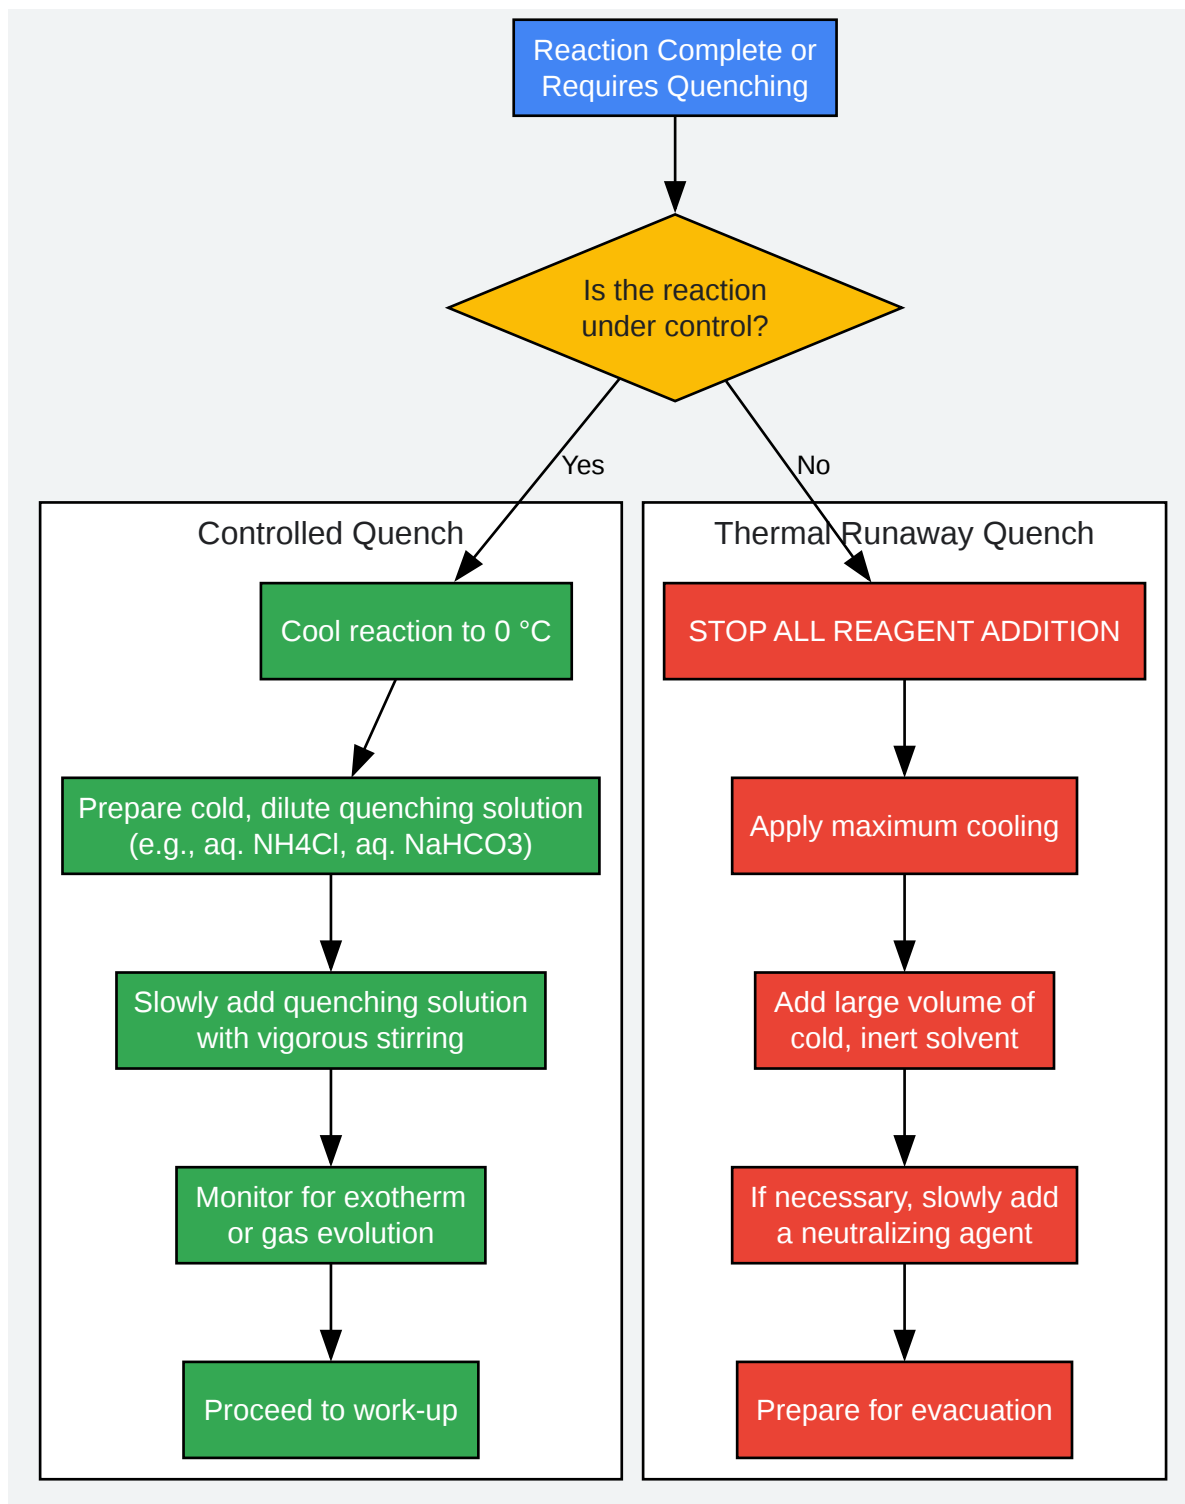 Reaction Complete or
Requires Quenching
Is the reaction
under control?
Yes
No
Controlled Quench
Cool reaction to 0 °C
Prepare cold, dilute quenching solution
(e.g., aq. NH4Cl, aq. NaHCO3)
Slowly add quenching solution
with vigorous stirring
Monitor for exotherm
or gas evolution
Proceed to work-up
Thermal Runaway Quench
STOP ALL REAGENT ADDITION
Apply maximum cooling
Add large volume of
cold, inert solvent
If necessary, slowly add
a neutralizing agent
Prepare for evacuation